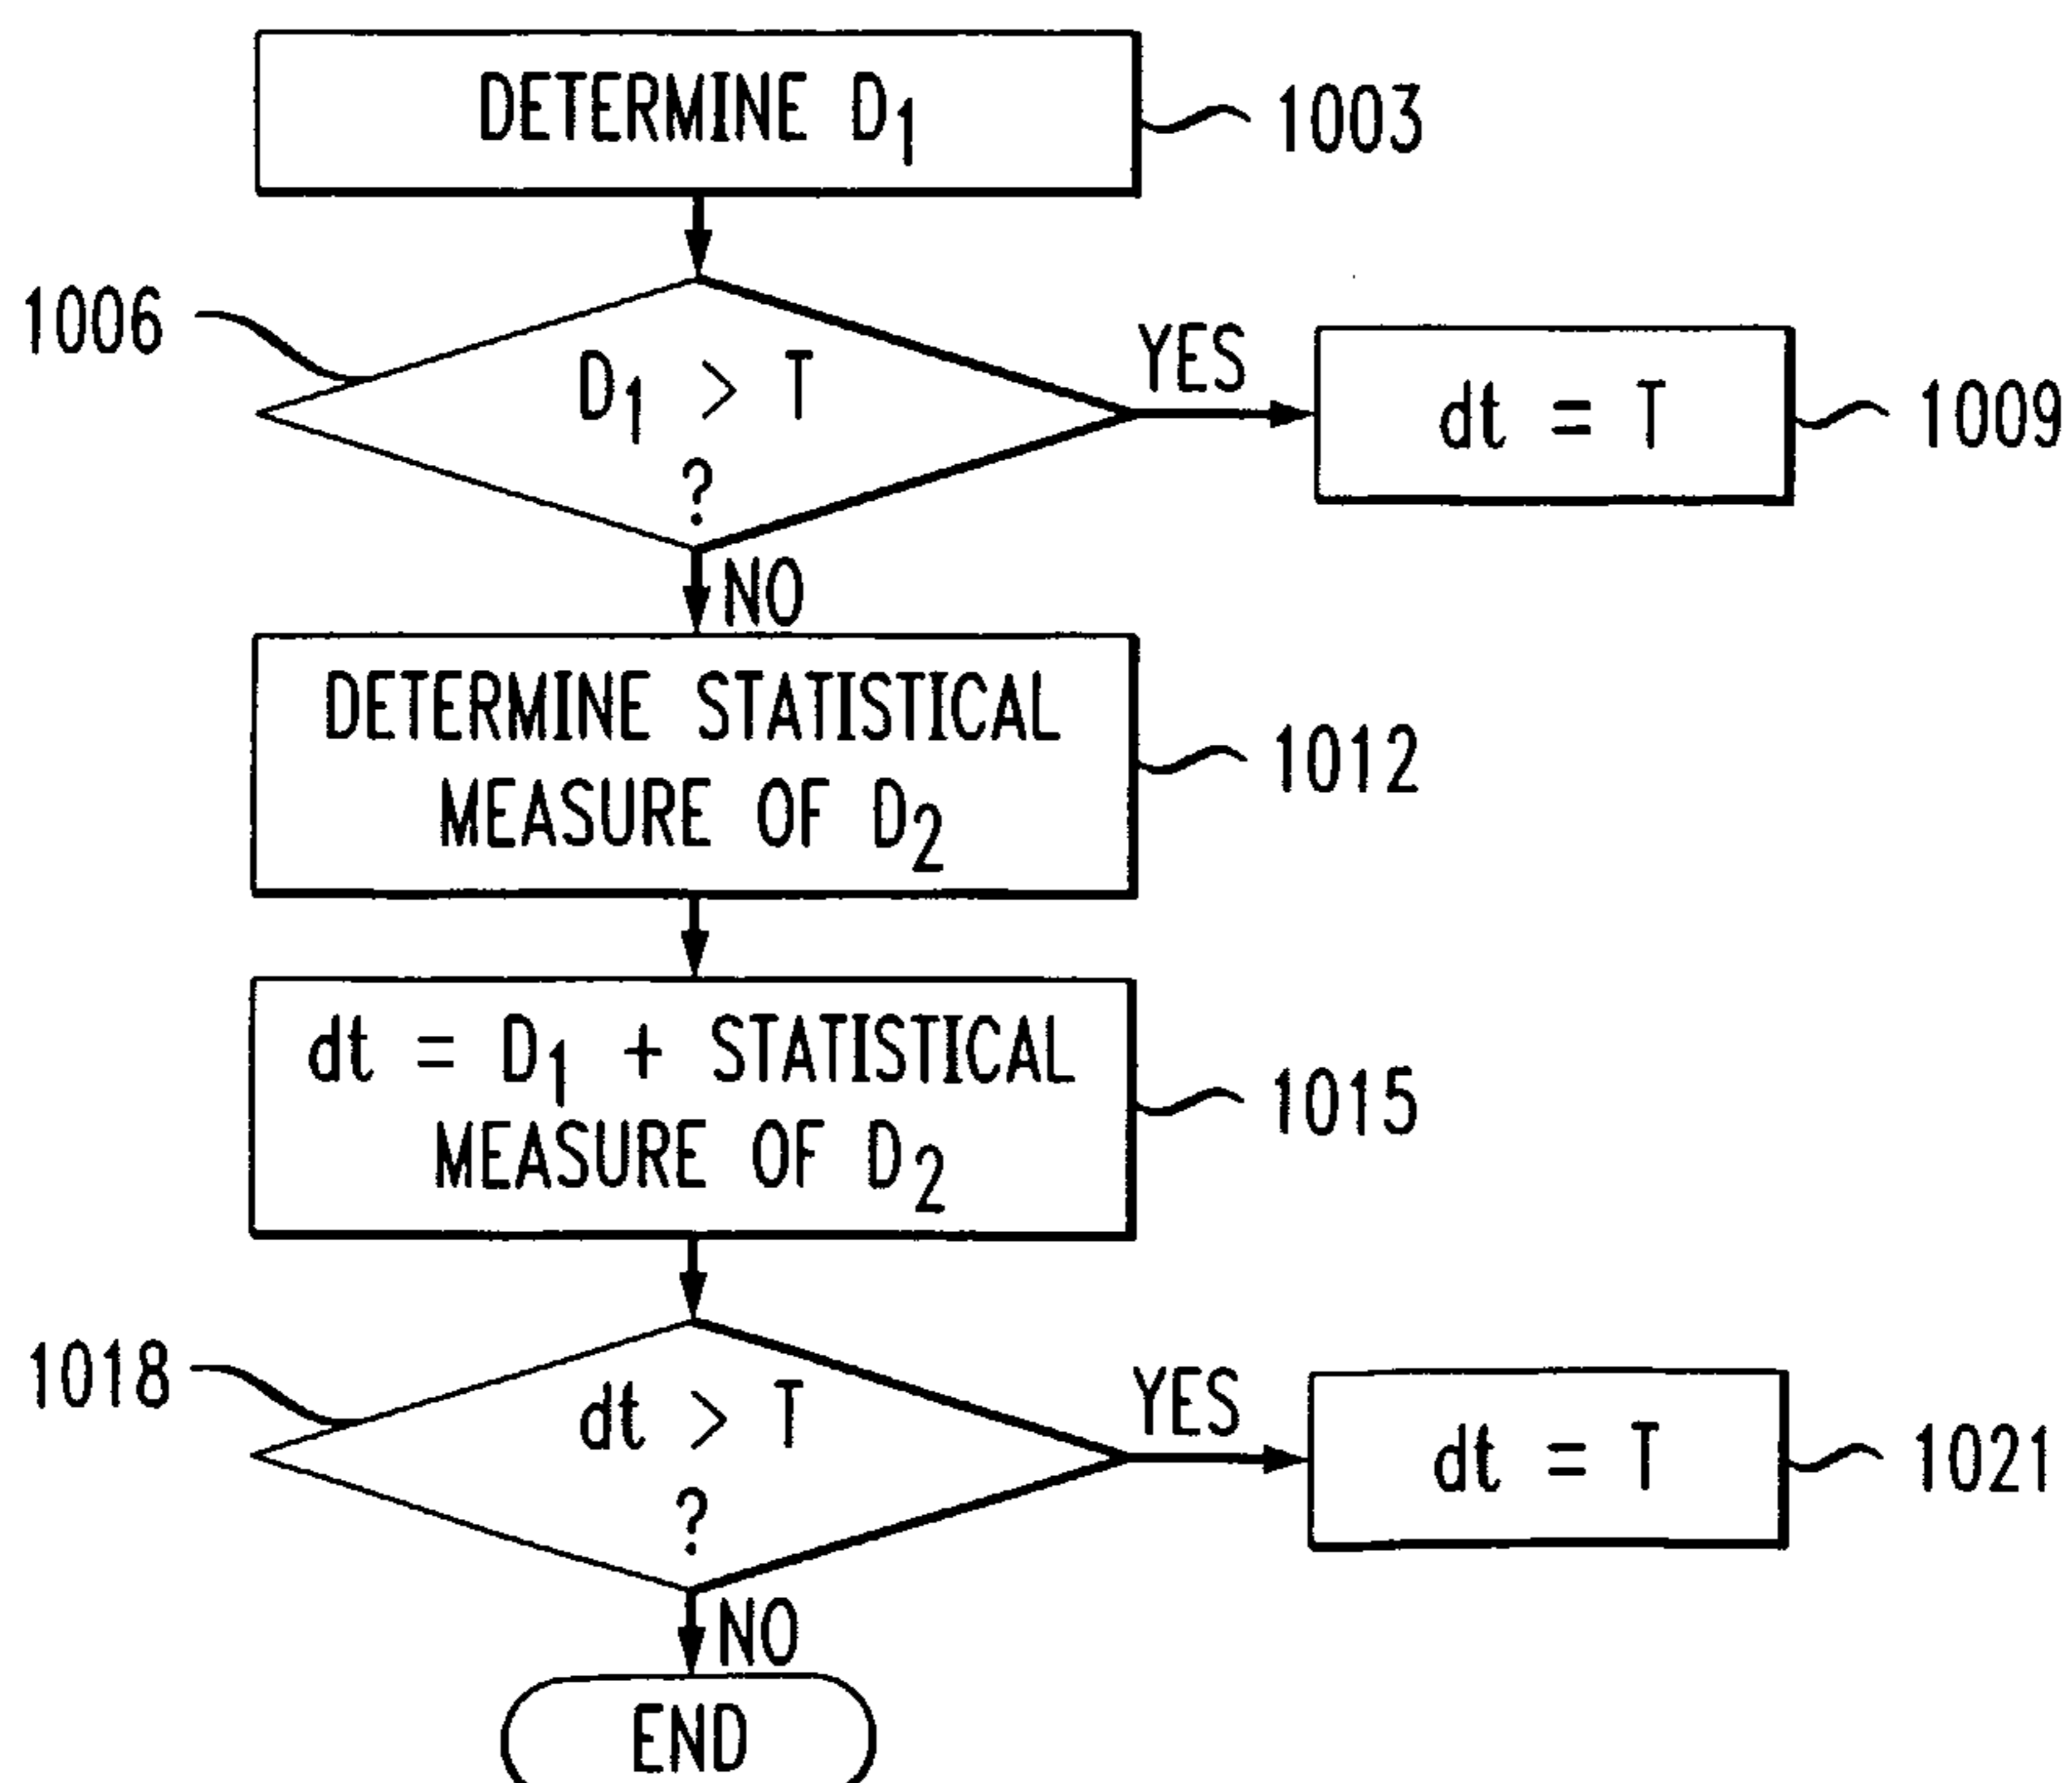 DETERMINE D1
1003
1006
D1 > T
?
YES
dt = T
1009
NO
DETERMINE STATISTICAL
MEASURE OF D2
1012
dt = D1 + STATISTICAL
MEASURE OF D2
1015
1018
dt > T
?
YES
dt = T
1021
NO
END